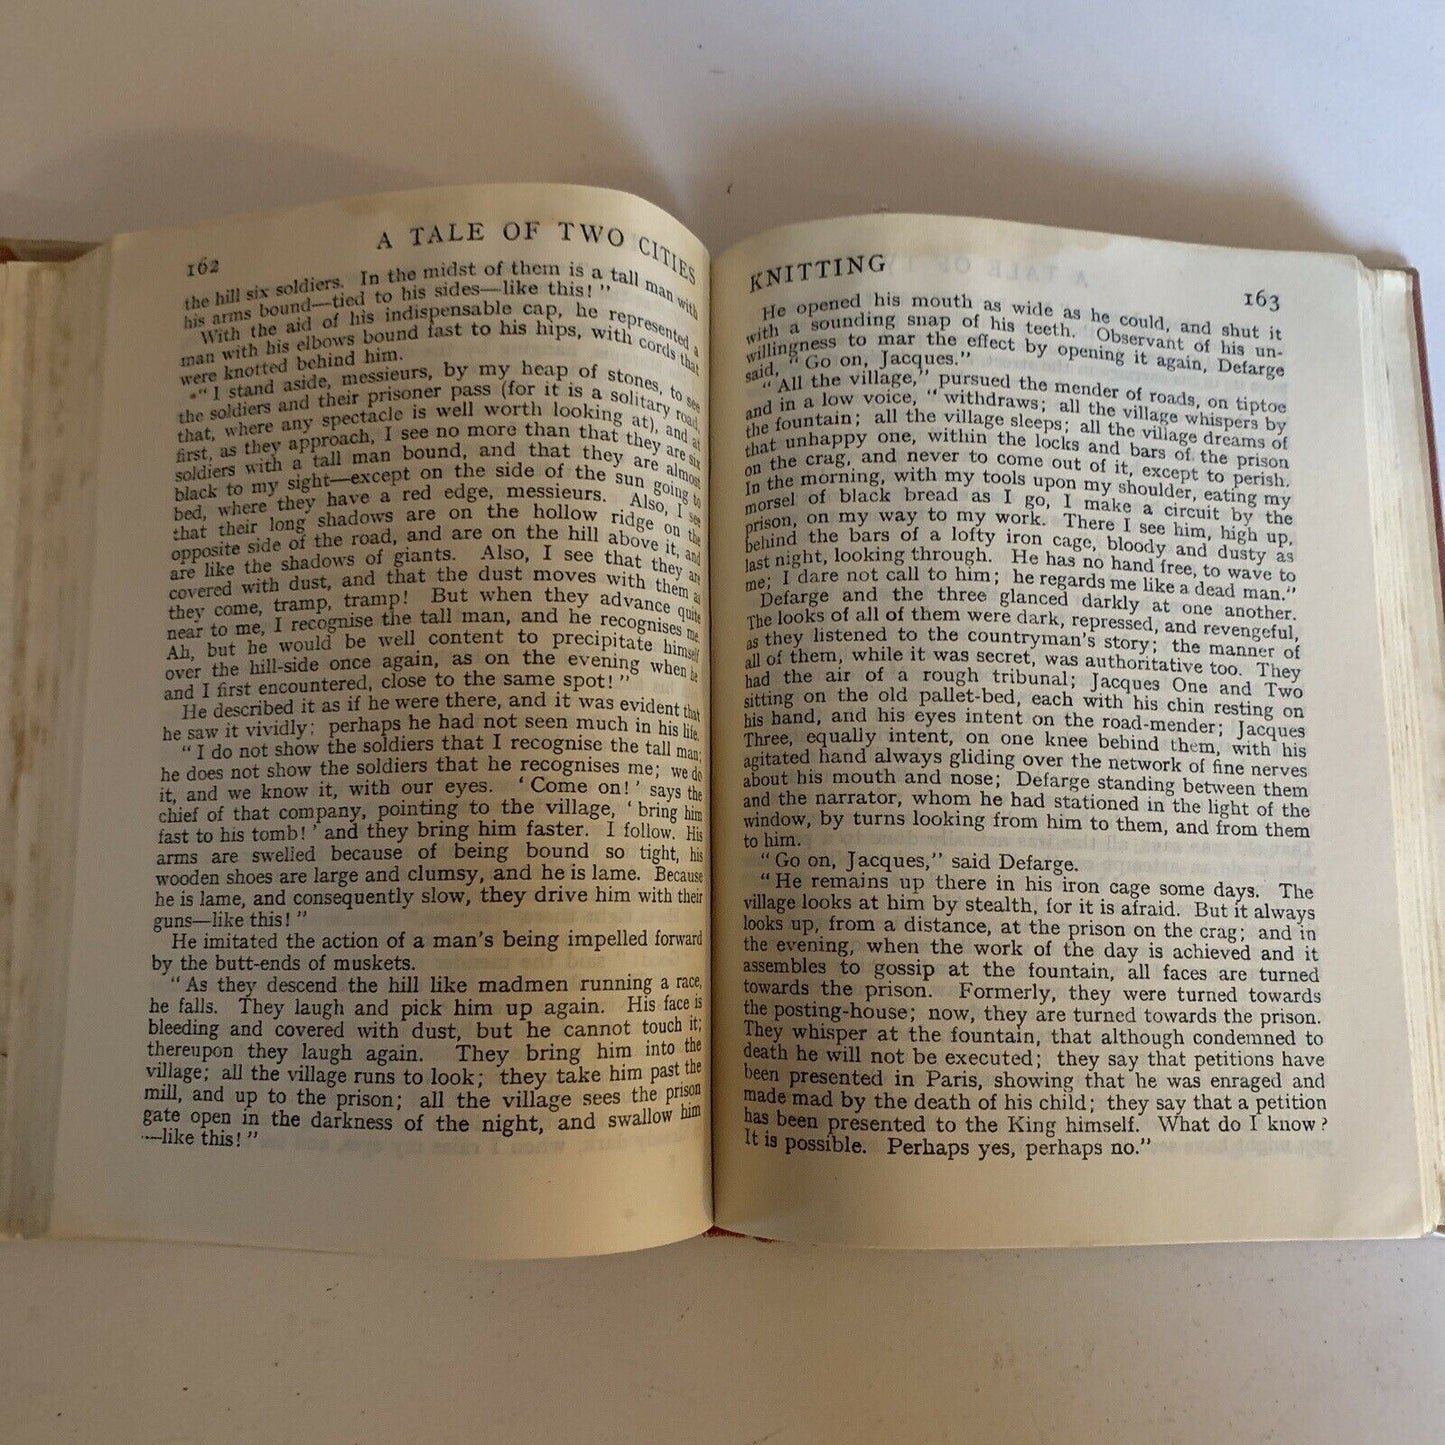 162
A TALE OF TWO CITIES
the hill six soldiers. In the midst of them is a tall man with
his arms bound—tied to his sides—like this!"
With the aid of his indispensable cap, he represented a
man with his elbows bound fast to his hips, with cords that
were knotted behind him.
"I stand aside, messieurs, by my heap of stones, to see
the soldiers and their prisoner pass (for it is a solitary road,
that, where any spectacle is well worth looking at), and at
first, as they approach, I see no more than that they are six
soldiers with a tall man bound, and that they are almost
black to my sight—except on the side of the sun going to
bed, where they have a red edge, messieurs. Also, I see
that their long shadows are on the hollow ridge on the
opposite side of the road, and are on the hill above it, and
are like the shadows of giants. Also, I see that they are
covered with dust, and that the dust moves with them as
they come, tramp, tramp! But when they advance quite
near to me, I recognise the tall man, and he recognises me.
Ah, but he would be well content to precipitate himself
over the hill-side once again, as on the evening when he
and I first encountered, close to the same spot!"
He described it as if he were there, and it was evident that
he saw it vividly; perhaps he had not seen much in his life.
"I do not show the soldiers that I recognise the tall man;
he does not show the soldiers that he recognises me; we do
it, and we know it, with our eyes. 'Come on!' says the
chief of that company, pointing to the village, 'bring him
fast to his tomb!' and they bring him faster. I follow. His
arms are swelled because of being bound so tight, his
wooden shoes are large and clumsy, and he is lame. Because
he is lame, and consequently slow, they drive him with their
guns—like this!"
He imitated the action of a man's being impelled forward
by the butt-ends of muskets.
"As they descend the hill like madmen running a race,
he falls. They laugh and pick him up again. His face is
bleeding and covered with dust, but he cannot touch it;
thereupon they laugh again. They bring him into the
village; all the village runs to look; they take him past the
mill, and up to the prison; all the village sees the prison
gate open in the darkness of the night, and swallow him
—like this!"
KNITTING
163
He opened his mouth as wide as he could, and shut it
with a sounding snap of his teeth. Observant of his un-
willingness to mar the effect by opening it again, Defarge
said, "Go on, Jacques."
"All the village," pursued the mender of roads, on tiptoe
and in a low voice, "withdraws; all the village whispers by
the fountain; all the village sleeps; all the village dreams of
that unhappy one, within the locks and bars of the prison
on the crag, and never to come out of it, except to perish.
In the morning, with my tools upon my shoulder, eating my
morsel of black bread as I go, I make a circuit by the
prison, on my way to my work. There I see him, high up,
behind the bars of a lofty iron cage, bloody and dusty as
last night, looking through. He has no hand free, to wave to
me; I dare not call to him; he regards me like a dead man."
Defarge and the three glanced darkly at one another.
The looks of all of them were dark, repressed, and revengeful,
as they listened to the countryman's story; the manner of
all of them, while it was secret, was authoritative too. They
had the air of a rough tribunal; Jacques One and Two
sitting on the old pallet-bed, each with his chin resting on
his hand, and his eyes intent on the road-mender; Jacques
Three, equally intent, on one knee behind them, with his
agitated hand always gliding over the network of fine nerves
about his mouth and nose; Defarge standing between them
and the narrator, whom he had stationed in the light of the
window, by turns looking from him to them, and from them
to him.
"Go on, Jacques," said Defarge.
"He remains up there in his iron cage some days. The
village looks at him by stealth, for it is afraid. But it always
looks up, from a distance, at the prison on the crag; and in
the evening, when the work of the day is achieved and it
assembles to gossip at the fountain, all faces are turned
towards the prison. Formerly, they were turned towards
the posting-house; now, they are turned towards the prison.
They whisper at the fountain, that although condemned to
death he will not be executed; they say that petitions have
been presented in Paris, showing that he was enraged and
made mad by the death of his child; they say that a petition
has been presented to the King himself. What do I know?
It is possible. Perhaps yes, perhaps no."